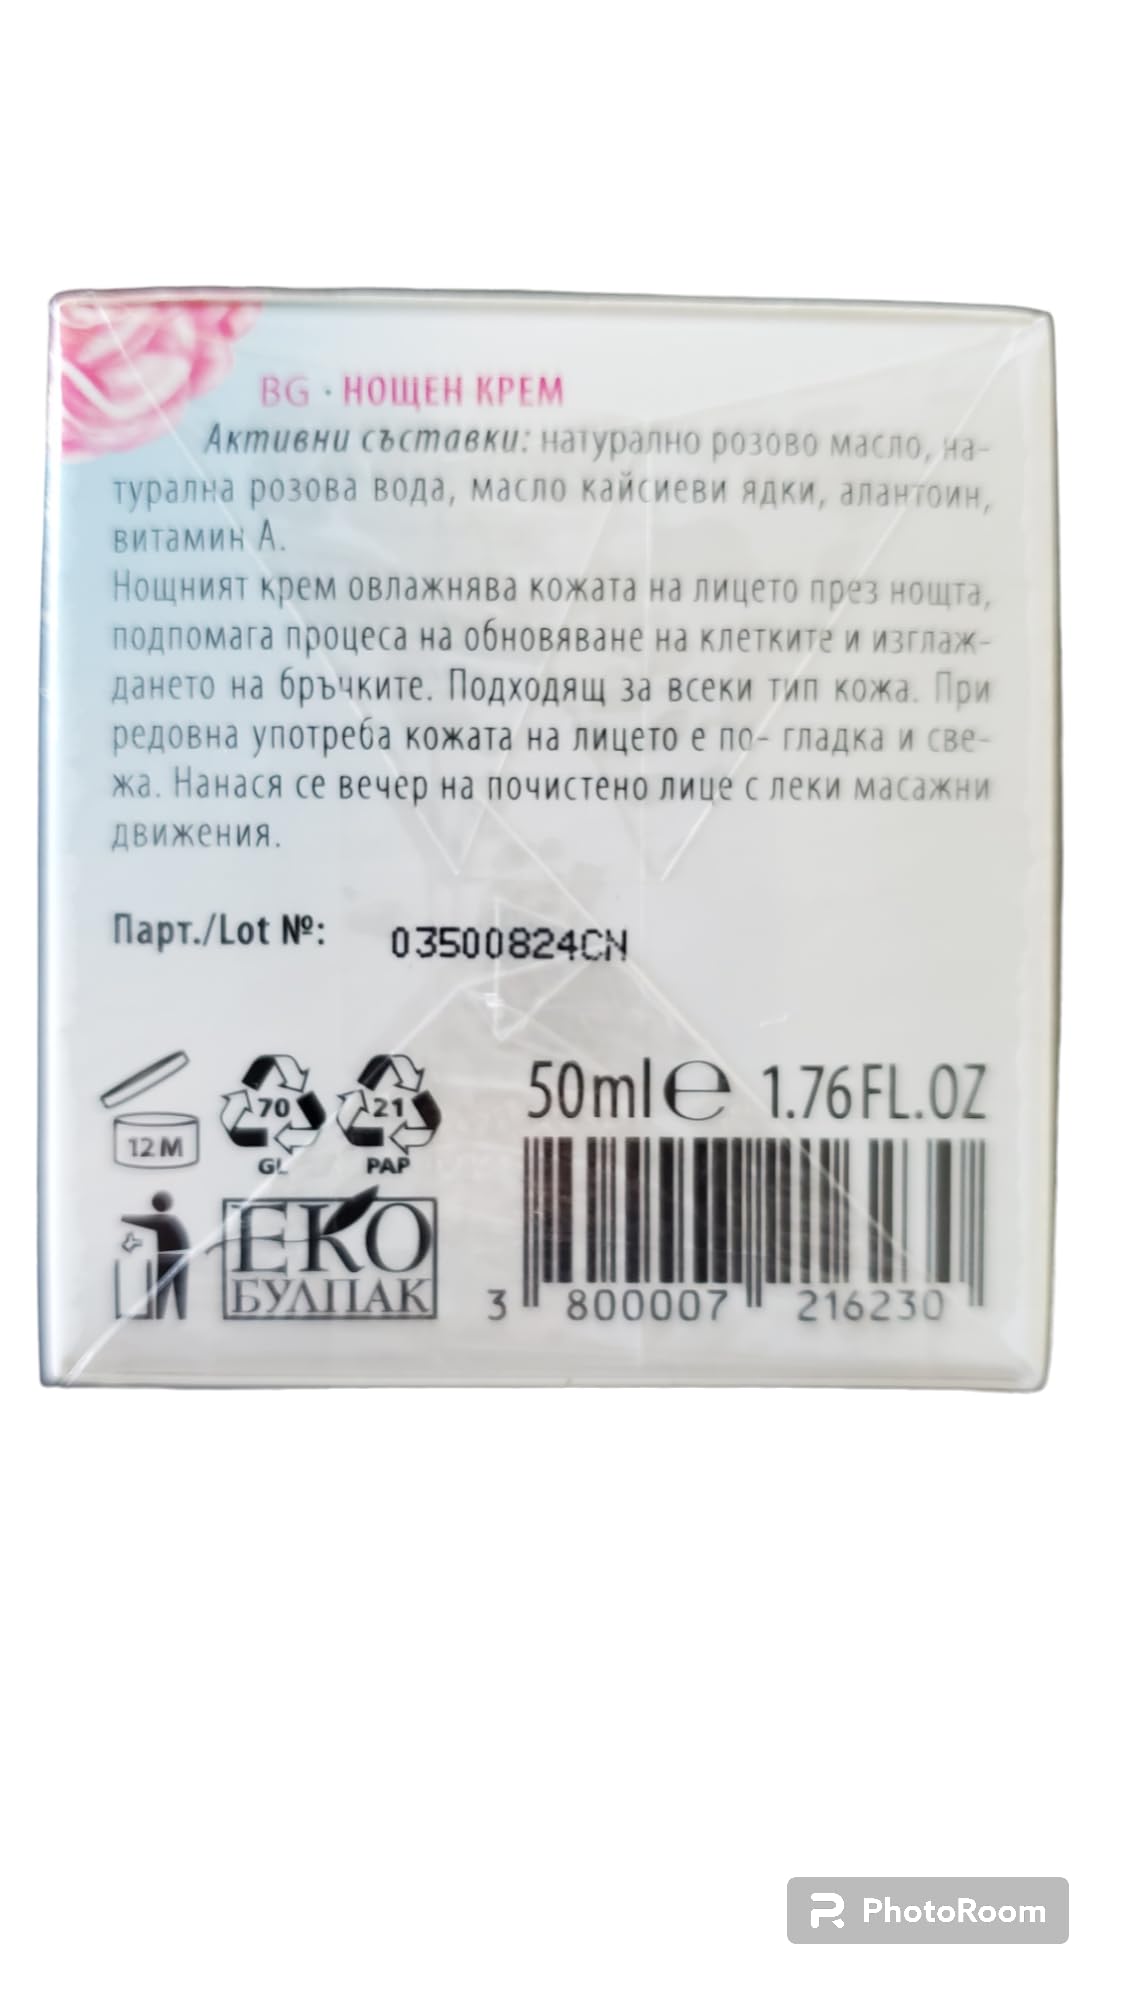 BG · НОЩЕН КРЕМ
Активни съставки: натурално розово масло, на-
турална розова вода, масло кайсиеви ядки, алантоин,
витамин А.
Нощният крем овлажнява кожата на лицето през нощта,
подпомага процеса на обновяване на клетките и изглаж-
дането на бръчките. Подходящ за всеки тип кожа. При
редовна употреба кожата на лицето е по- гладка и све-
жа. Нанася се вечер на почистено лице с леки масажни
движения.
Парт./Lot №: 03500824CN
50ml e 1.76FL.OZ
12M
70
GL
21
PAP
ЕКО
БУЛПАК
3 800007 216230
PhotoRoom